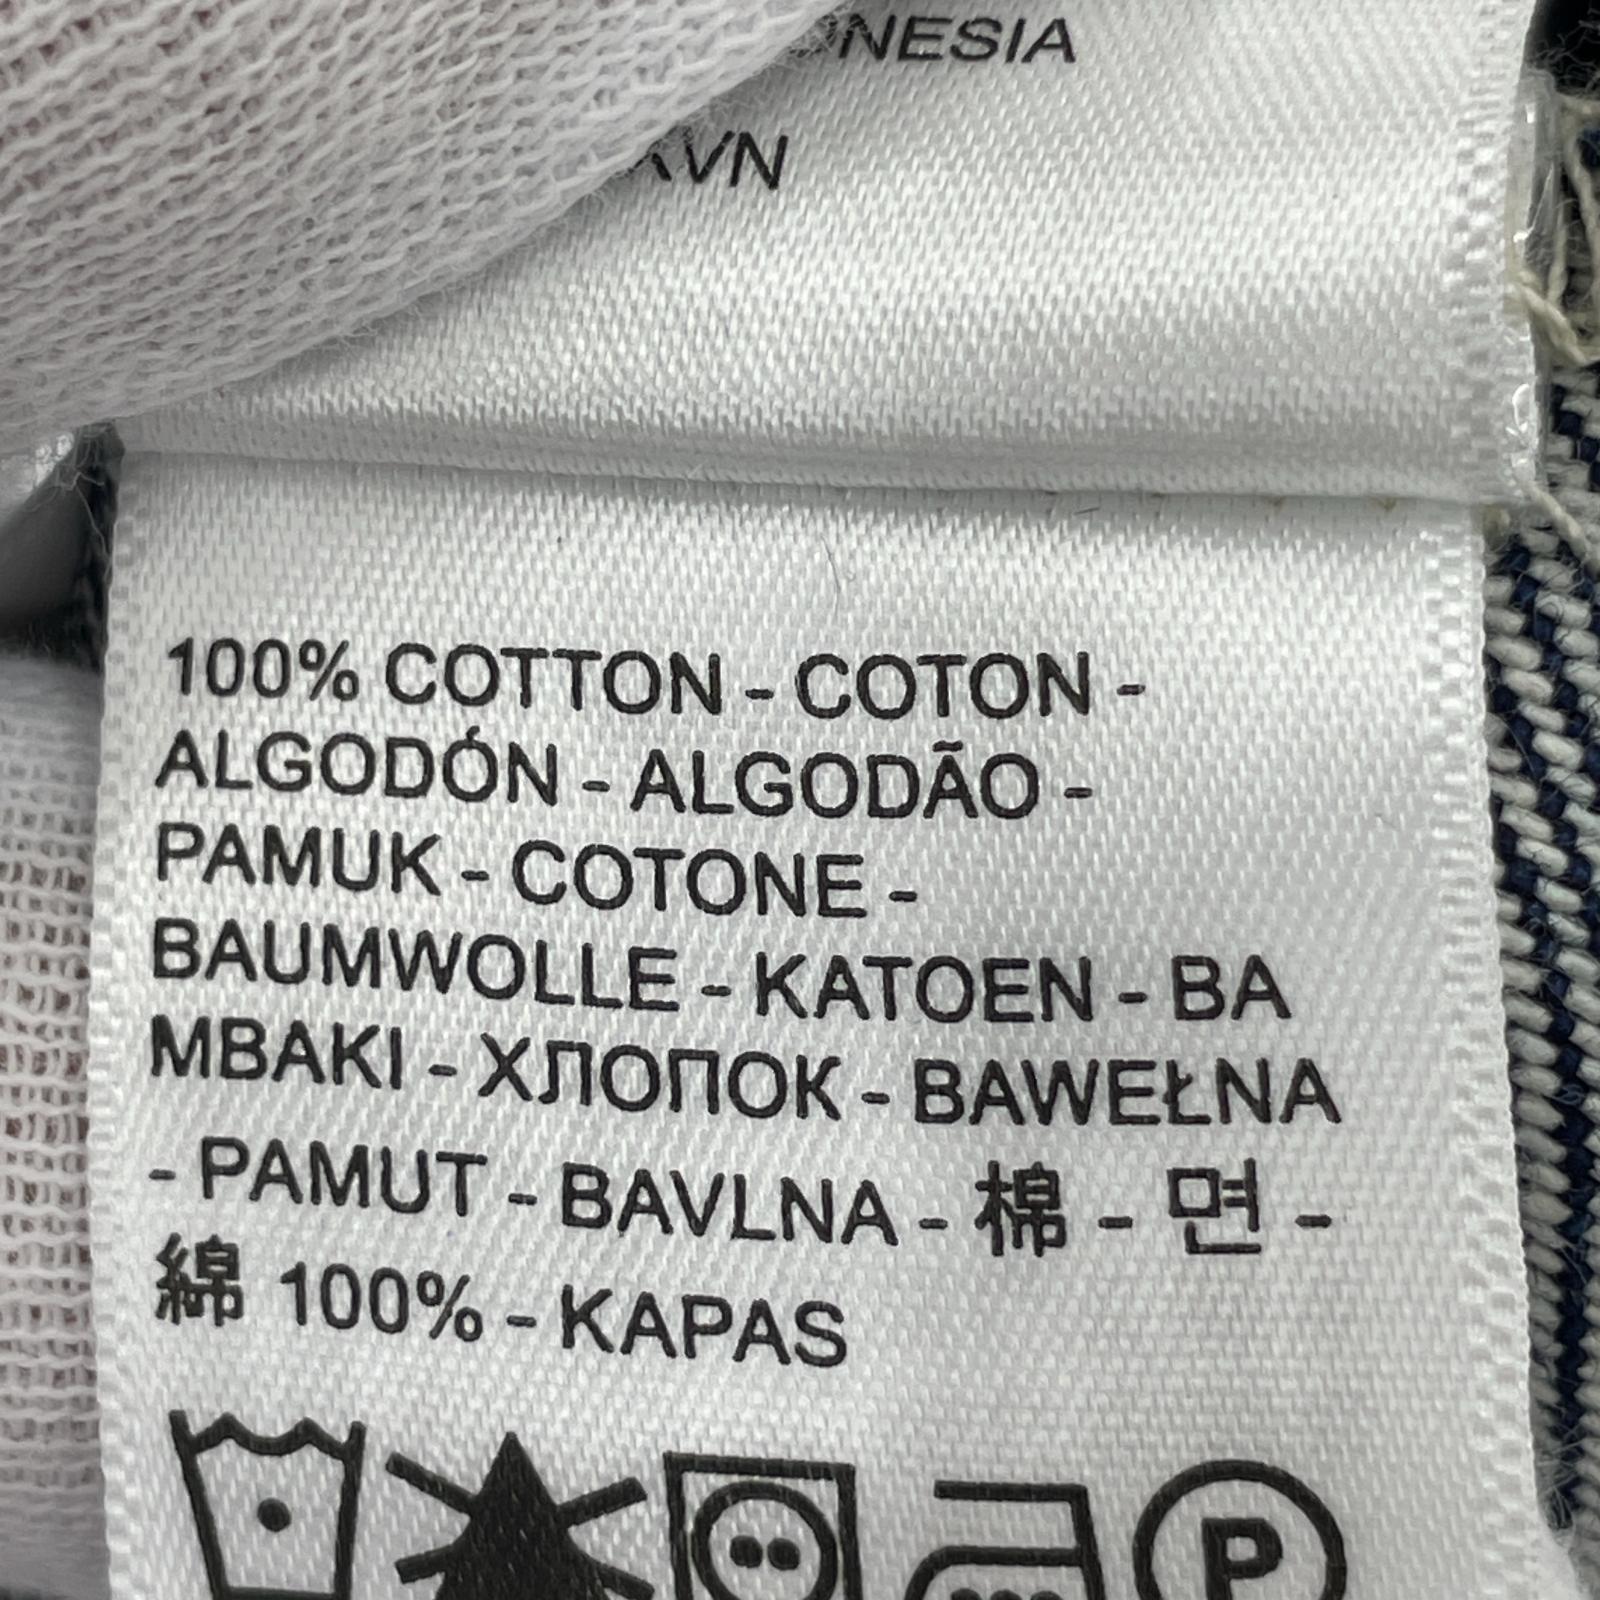 NESIA
VN
100% COTTON - COTON -
ALGODÓN - ALGODÃO -
PAMUK - COTONE -
BAUMWOLLE - KATOEN - BA
MBAKI - ХЛОПОК - BAWEŁNA
- PAMUT - BAVLNA - 棉 - 면 -
綿 100% - KAPAS
P